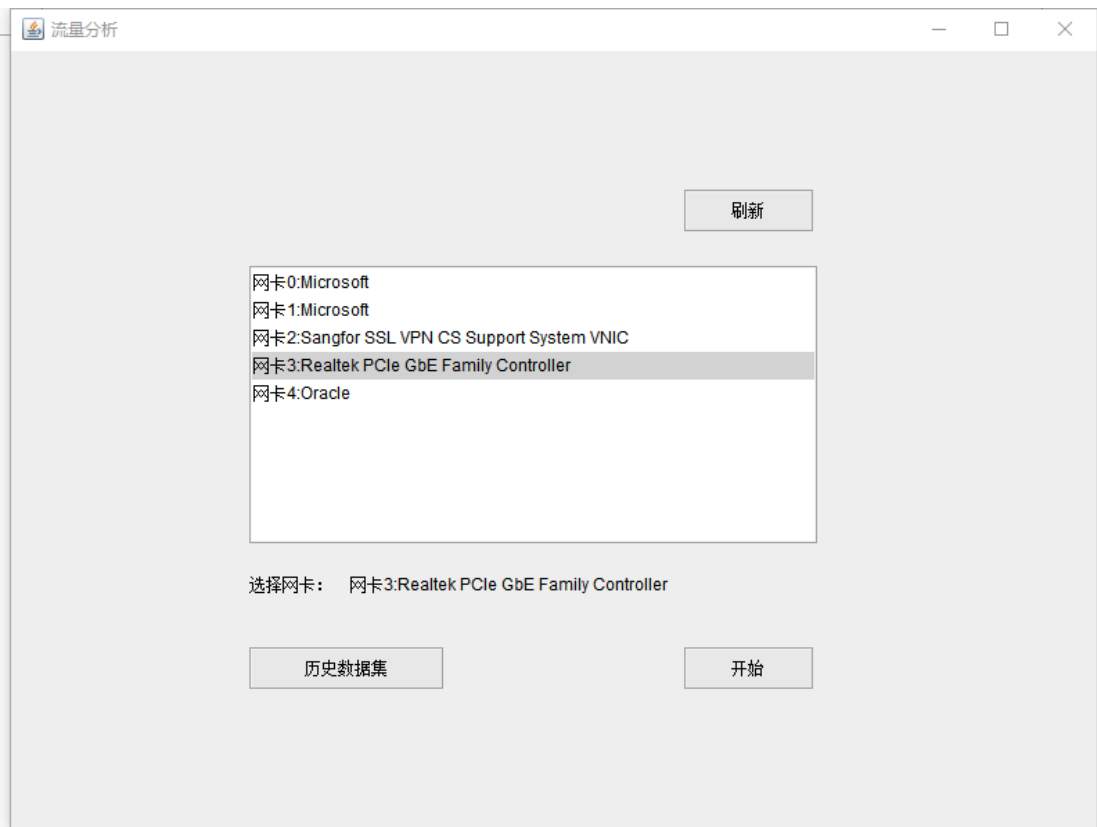 流量分析
刷新
网卡0:Microsoft
网卡1:Microsoft
网卡2:Sangfor SSL VPN CS Support System VNIC
网卡3:Realtek PCIe GbE Family Controller
网卡4:Oracle
选择网卡： 网卡3:Realtek PCIe GbE Family Controller
历史数据集 开始